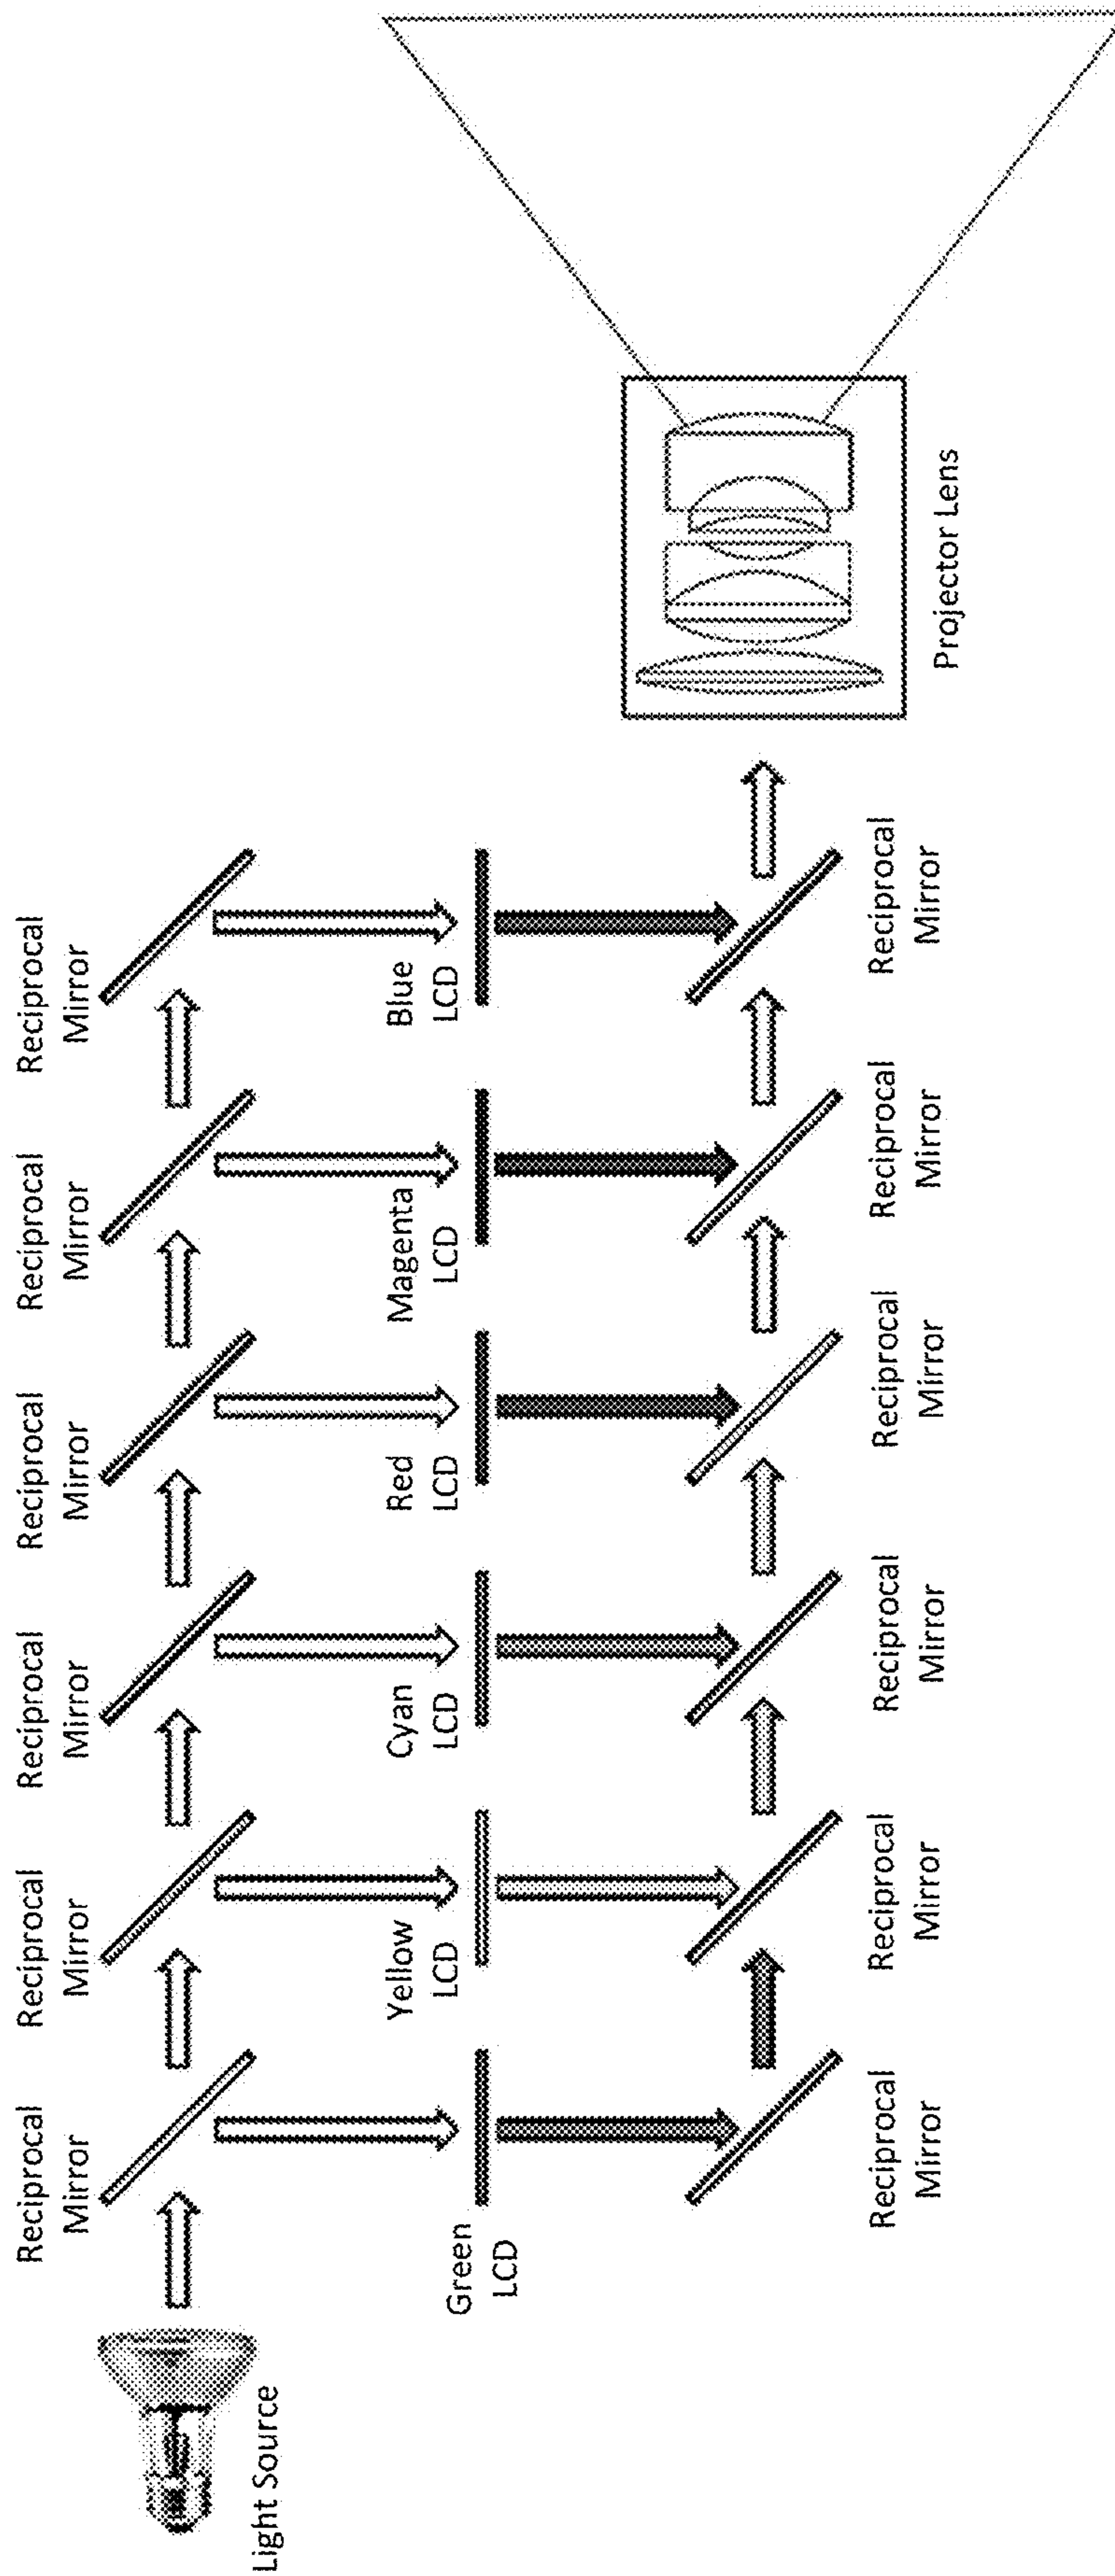 Light Source
Reciprocal
Mirror
Reciprocal
Mirror
Reciprocal
Mirror
Reciprocal
Mirror
Reciprocal
Mirror
Reciprocal
Mirror
Green
LCD
Yellow
LCD
Cyan
LCD
Red
LCD
Magenta
LCD
Blue
LCD
Reciprocal
Mirror
Reciprocal
Mirror
Reciprocal
Mirror
Reciprocal
Mirror
Reciprocal
Mirror
Reciprocal
Mirror
Projector Lens